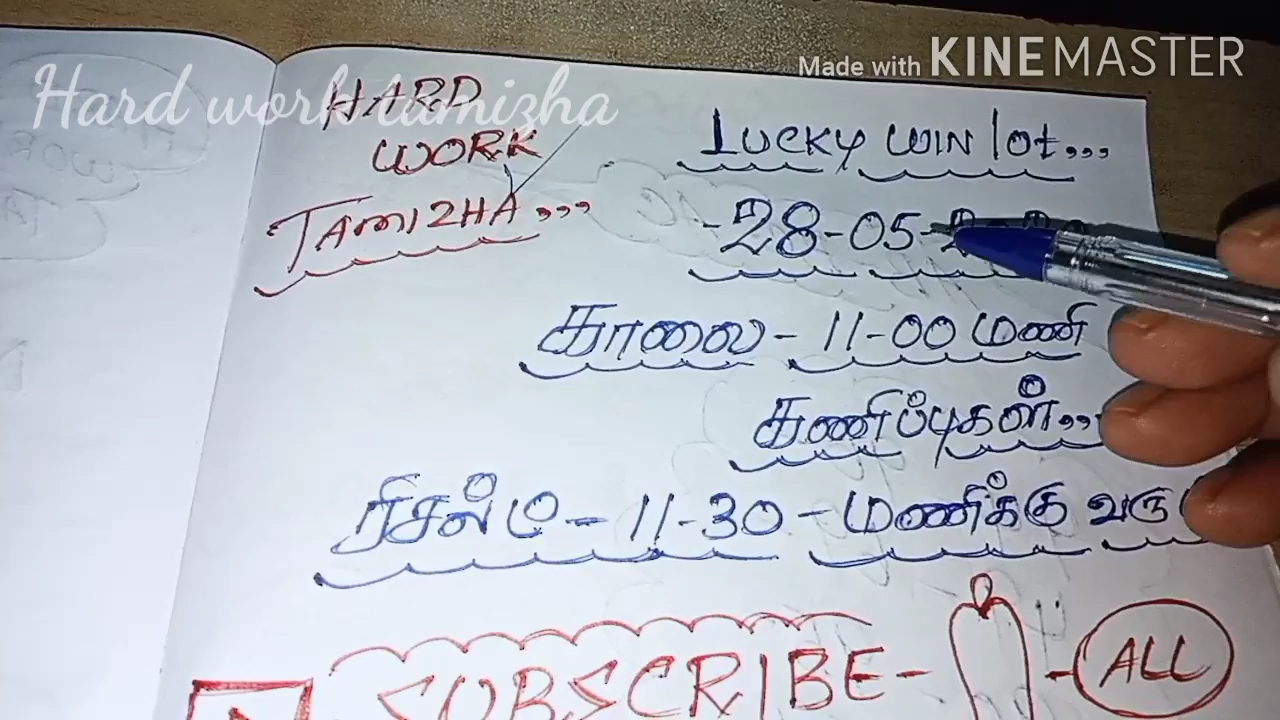 Made with KINEMASTER
Hard work tamizha
HARD
WORK
TAMIZHA,,,
LUCKY WIN lot,,,
-28-05-
காலை - 11-00 மணி
கணிப்புகள்,,,
ரிசல்ட் - 11-30 - மணிக்கு
SUBSCRIBE - - ALL